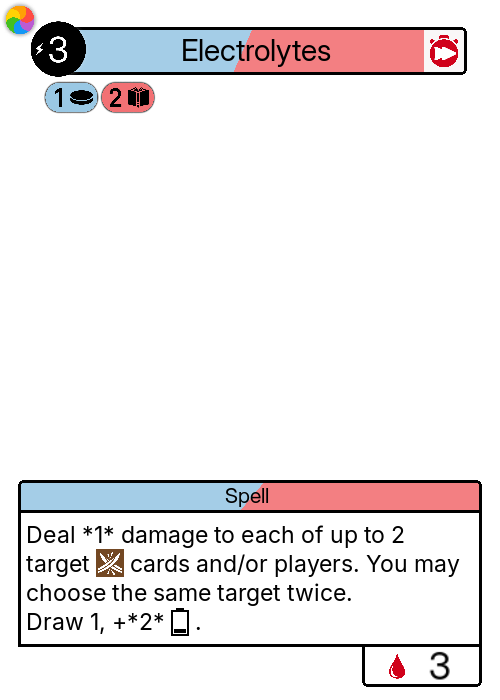 3 Electrolytes
1 2
Spell
Deal *1* damage to each of up to 2
target cards and/or players. You may
choose the same target twice.
Draw 1, +*2* .
3